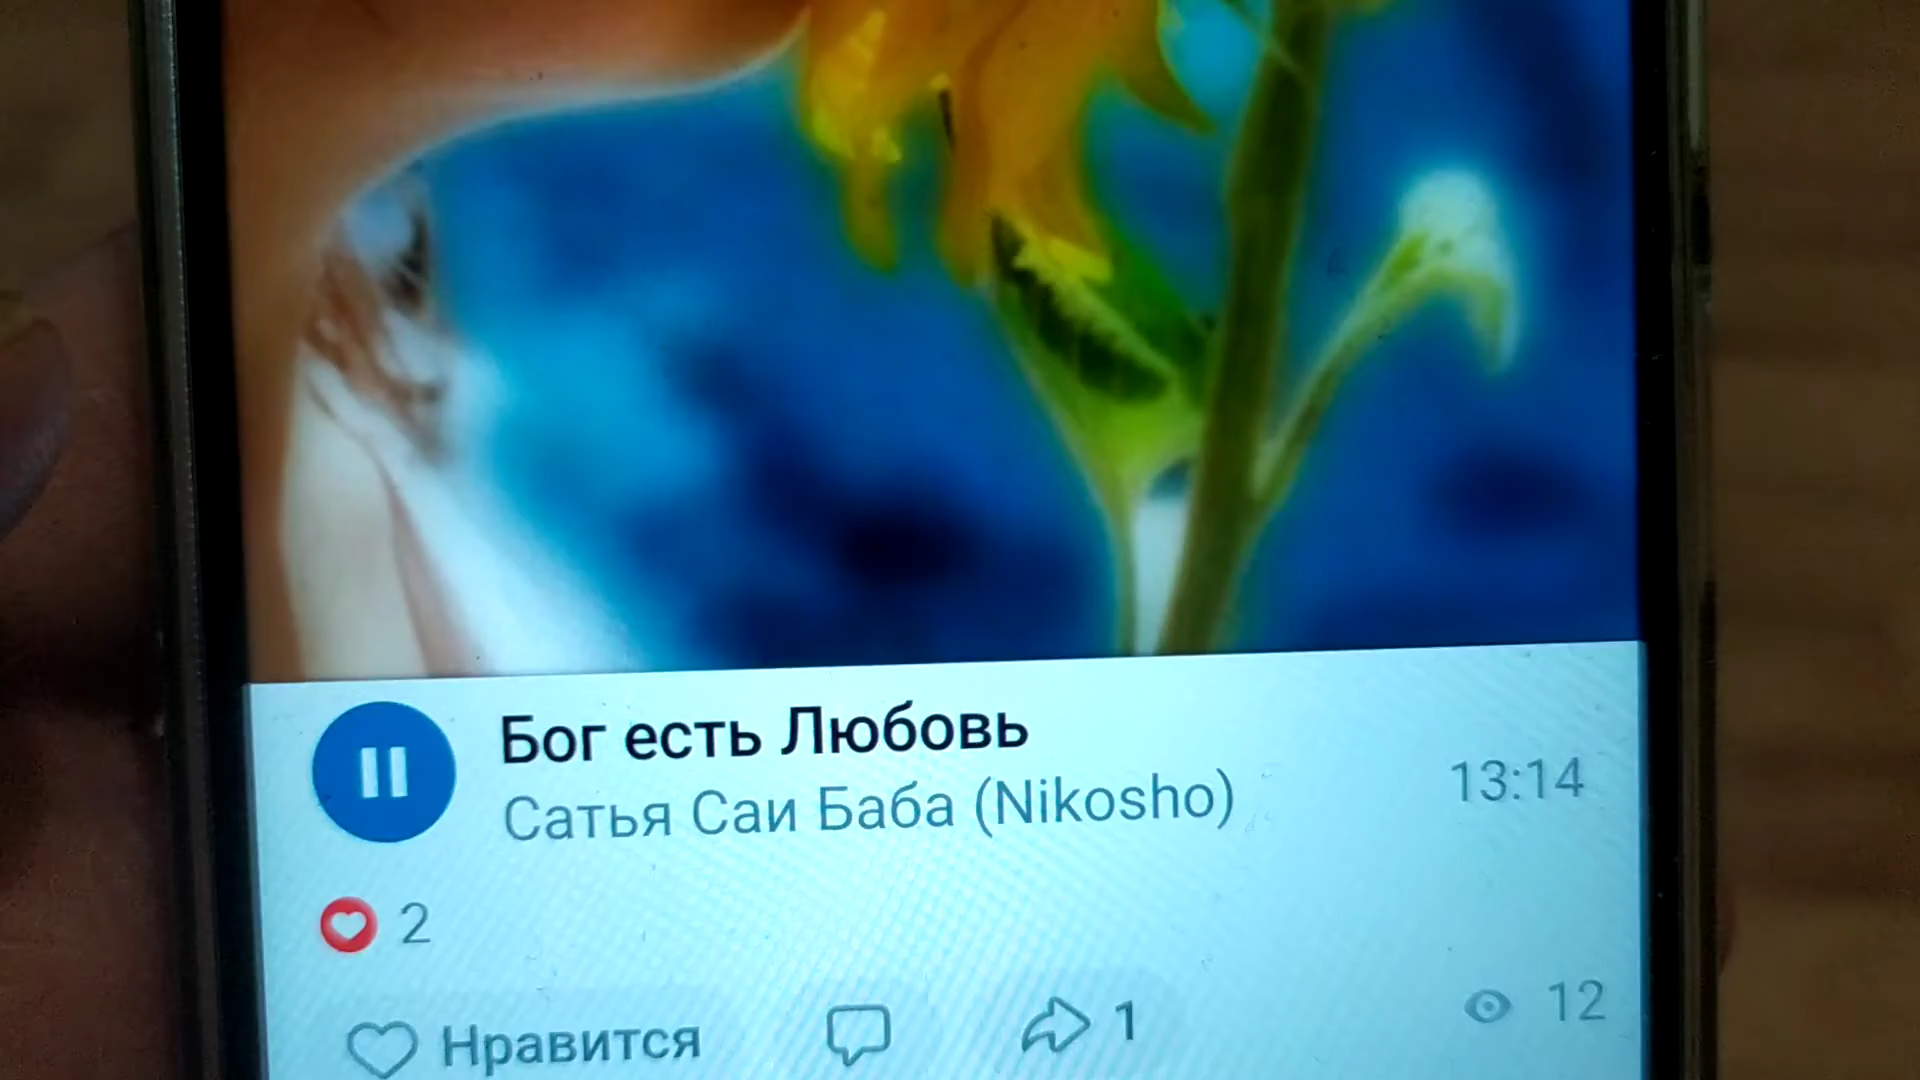 Бог есть Любовь
Сатья Саи Баба (Nikosho)
13:14
2
Нравится
1
12